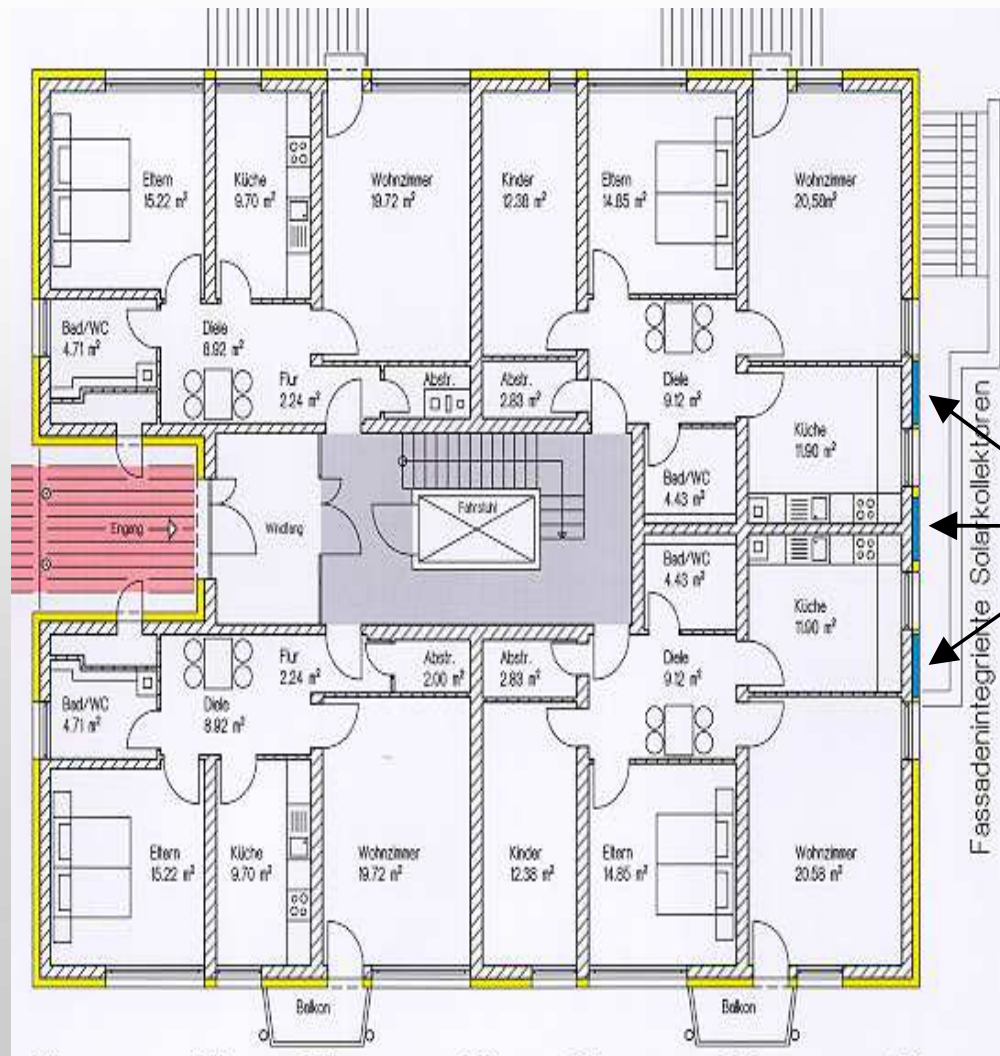 Eltern
15.22 m²
Küche
9.70 m²
Wohnzimmer
19.72 m²
Kinder
12.38 m²
Eltern
14.85 m²
Wohnzimmer
20,58m²
Bad/WC
4.71 m²
Diele
8.92 m²
Flur
2.24 m²
Abstr.
Abstr.
2.83 m²
Diele
9.12 m²
Küche
11.90 m²
Bad/WC
4.43 m²
Eingang
Windfang
Fahrstuhl
Bad/WC
4.43 m²
Küche
11.90 m²
Flur
2.24 m²
Abstr.
2.00 m²
Abstr.
2.83 m²
Diele
9.12 m²
Bad/WC
4.71 m²
Diele
8.92 m²
Eltern
15.22 m²
Küche
9.70 m²
Wohnzimmer
19.72 m²
Kinder
12.38 m²
Eltern
14.85 m²
Wohnzimmer
20.58 m²
Balkon
Balkon
Fassadenintegrierte Solarkollektoren